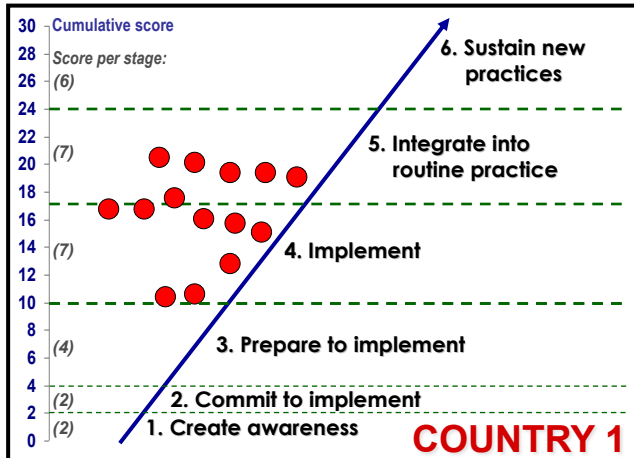 30
28
26
24
22
20
18
16
14
12
10
8
6
4
2
0
Cumulative score
Score per stage:
(6)
(7)
(7)
(4)
(2)
(2)
6. Sustain new
practices
5. Integrate into
routine practice
4. Implement
3. Prepare to implement
2. Commit to implement
1. Create awareness
COUNTRY 1